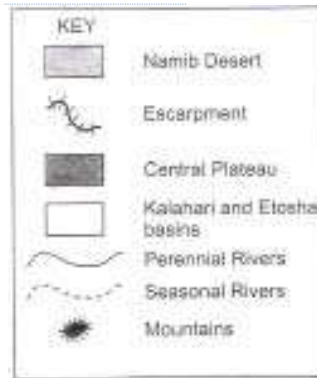 KEY
Namib Desert
Escarpment
Central Plateau
Kalahari and Etosha
basins
Perennial Rivers
Seasonal Rivers
Mountains